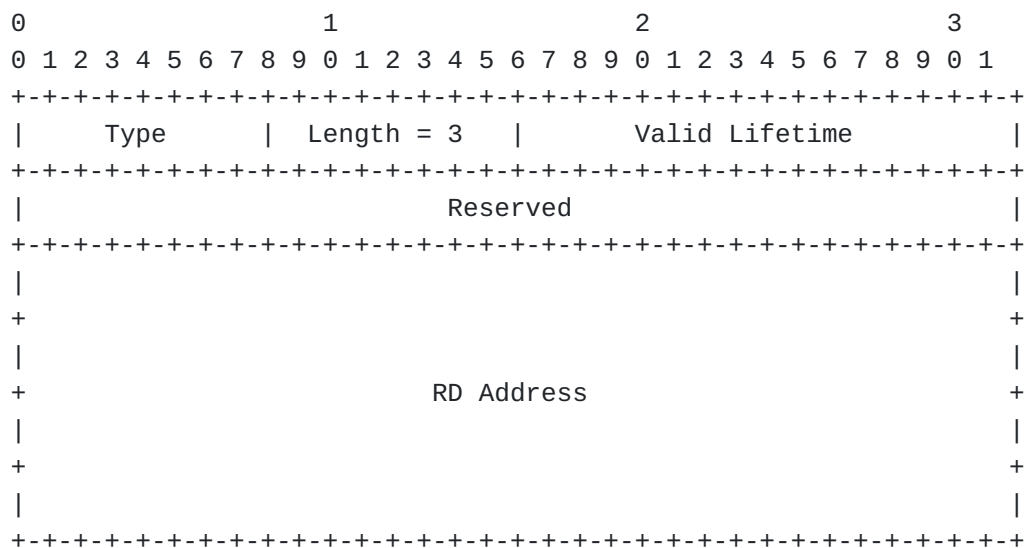 0                   1                   2                   3
0 1 2 3 4 5 6 7 8 9 0 1 2 3 4 5 6 7 8 9 0 1 2 3 4 5 6 7 8 9 0 1
+-+-+-+-+-+-+-+-+-+-+-+-+-+-+-+-+-+-+-+-+-+-+-+-+-+-+-+-+-+-+-+-+
|     Type      |  Length = 3   |       Valid Lifetime          |
+-+-+-+-+-+-+-+-+-+-+-+-+-+-+-+-+-+-+-+-+-+-+-+-+-+-+-+-+-+-+-+-+
|                           Reserved                            |
+-+-+-+-+-+-+-+-+-+-+-+-+-+-+-+-+-+-+-+-+-+-+-+-+-+-+-+-+-+-+-+-+
|                                                               |
+                                                               +
|                                                               |
+                          RD Address                           +
|                                                               |
+                                                               +
|                                                               |
+-+-+-+-+-+-+-+-+-+-+-+-+-+-+-+-+-+-+-+-+-+-+-+-+-+-+-+-+-+-+-+-+